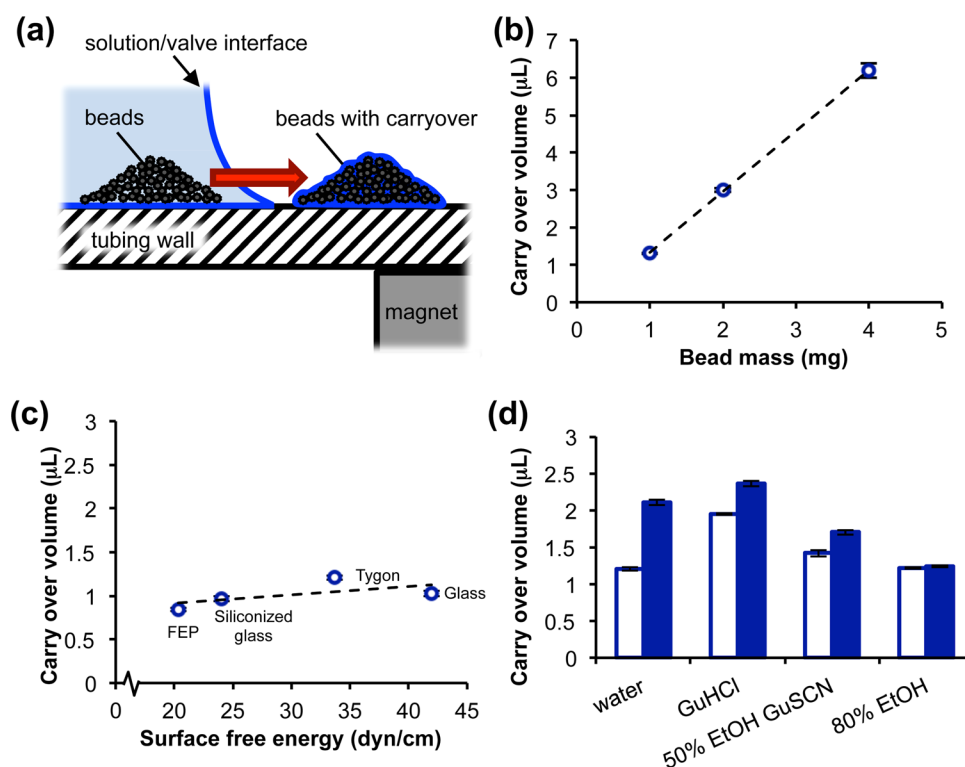 (a)
solution/valve interface
beads
beads with carryover
tubing wall
magnet
(b)
7
6
5
4
3
2
1
0
0 1 2 3 4 5
Carry over volume (μL)
Bead mass (mg)
(c)
3
2.5
2
1.5
1
0.5
0
0 20 25 30 35 40 45
Carry over volume (μL)
FEP
Siliconized
glass
Tygon
Glass
Surface free energy (dyn/cm)
(d)
3
2.5
2
1.5
1
0.5
0
Carry over volume (μL)
water
GuHCl
50% EtOH GuSCN
80% EtOH